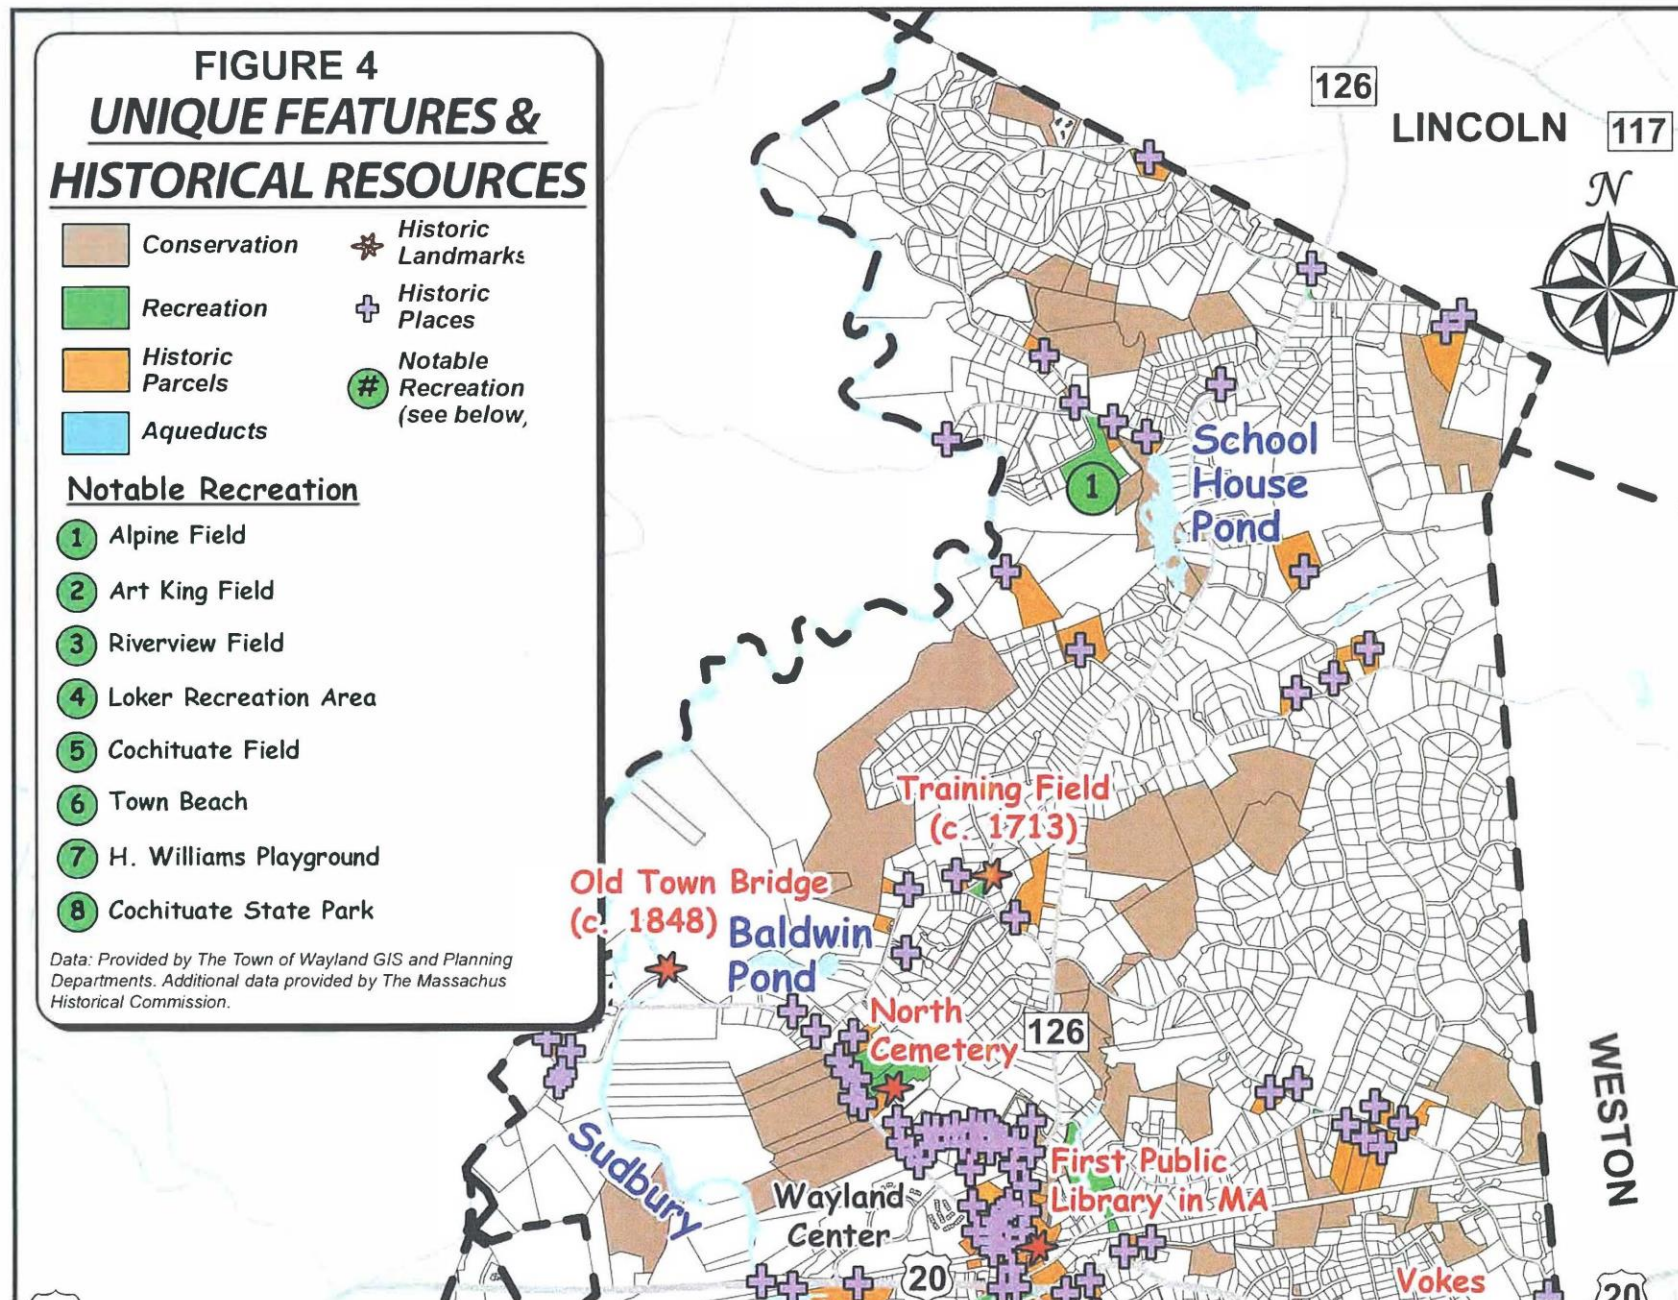 FIGURE 4
UNIQUE FEATURES &
HISTORICAL RESOURCES
Conservation
Recreation
Historic
Parcels
Aqueducts
Historic
Landmarks
Historic
Places
#
Notable
Recreation
(see below,
Notable Recreation
1 Alpine Field
2 Art King Field
3 Riverview Field
4 Loker Recreation Area
5 Cochituate Field
6 Town Beach
7 H. Williams Playground
8 Cochituate State Park
Data: Provided by The Town of Wayland GIS and Planning
Departments. Additional data provided by The Massachus
Historical Commission.
126
LINCOLN
117
N
School
House
Pond
1
Training Field
(c. 1713)
Old Town Bridge
(c. 1848)
Baldwin
Pond
North
Cemetery
126
WESTON
Sudbury
First Public
Library in MA
Wayland
Center
20
Vokes
20